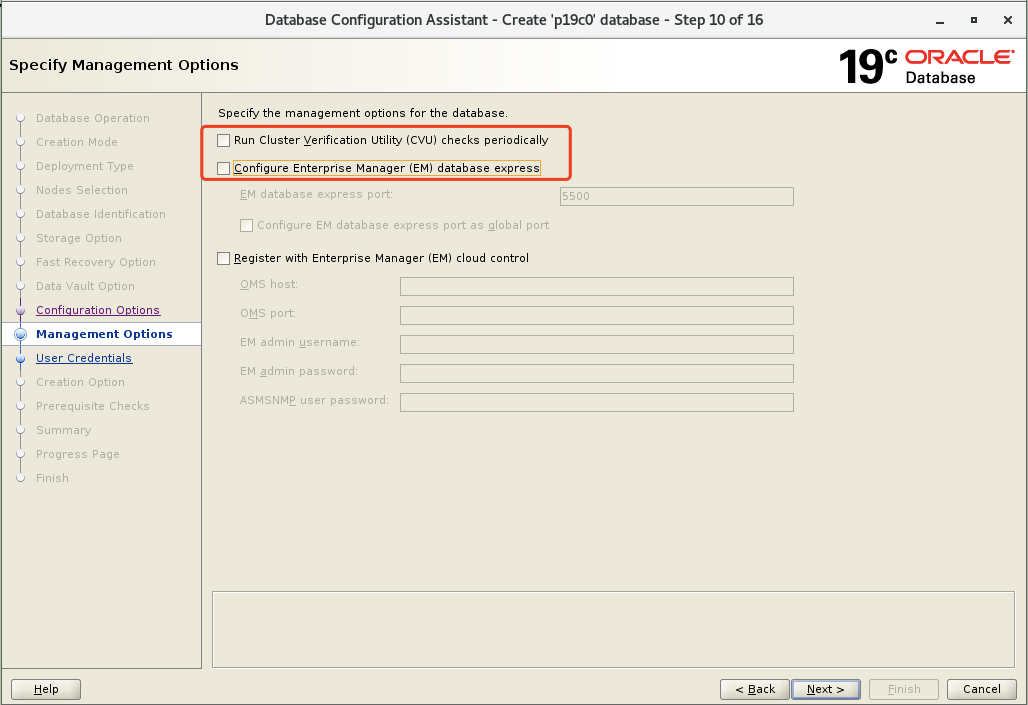 Database Configuration Assistant - Create 'p19c0' database - Step 10 of 16
Specify Management Options
19c ORACLE
Database
Database Operation
Creation Mode
Deployment Type
Nodes Selection
Database Identification
Storage Option
Fast Recovery Option
Data Vault Option
Configuration Options
Management Options
User Credentials
Creation Option
Prerequisite Checks
Summary
Progress Page
Finish
Specify the management options for the database.
Run Cluster Verification Utility (CVU) checks periodically
Configure Enterprise Manager (EM) database express
EM database express port: 5500
Configure EM database express port as global port
Register with Enterprise Manager (EM) cloud control
OMS host:
OMS port:
EM admin username:
EM admin password:
ASMSNMP user password:
Help < Back Next > Finish Cancel